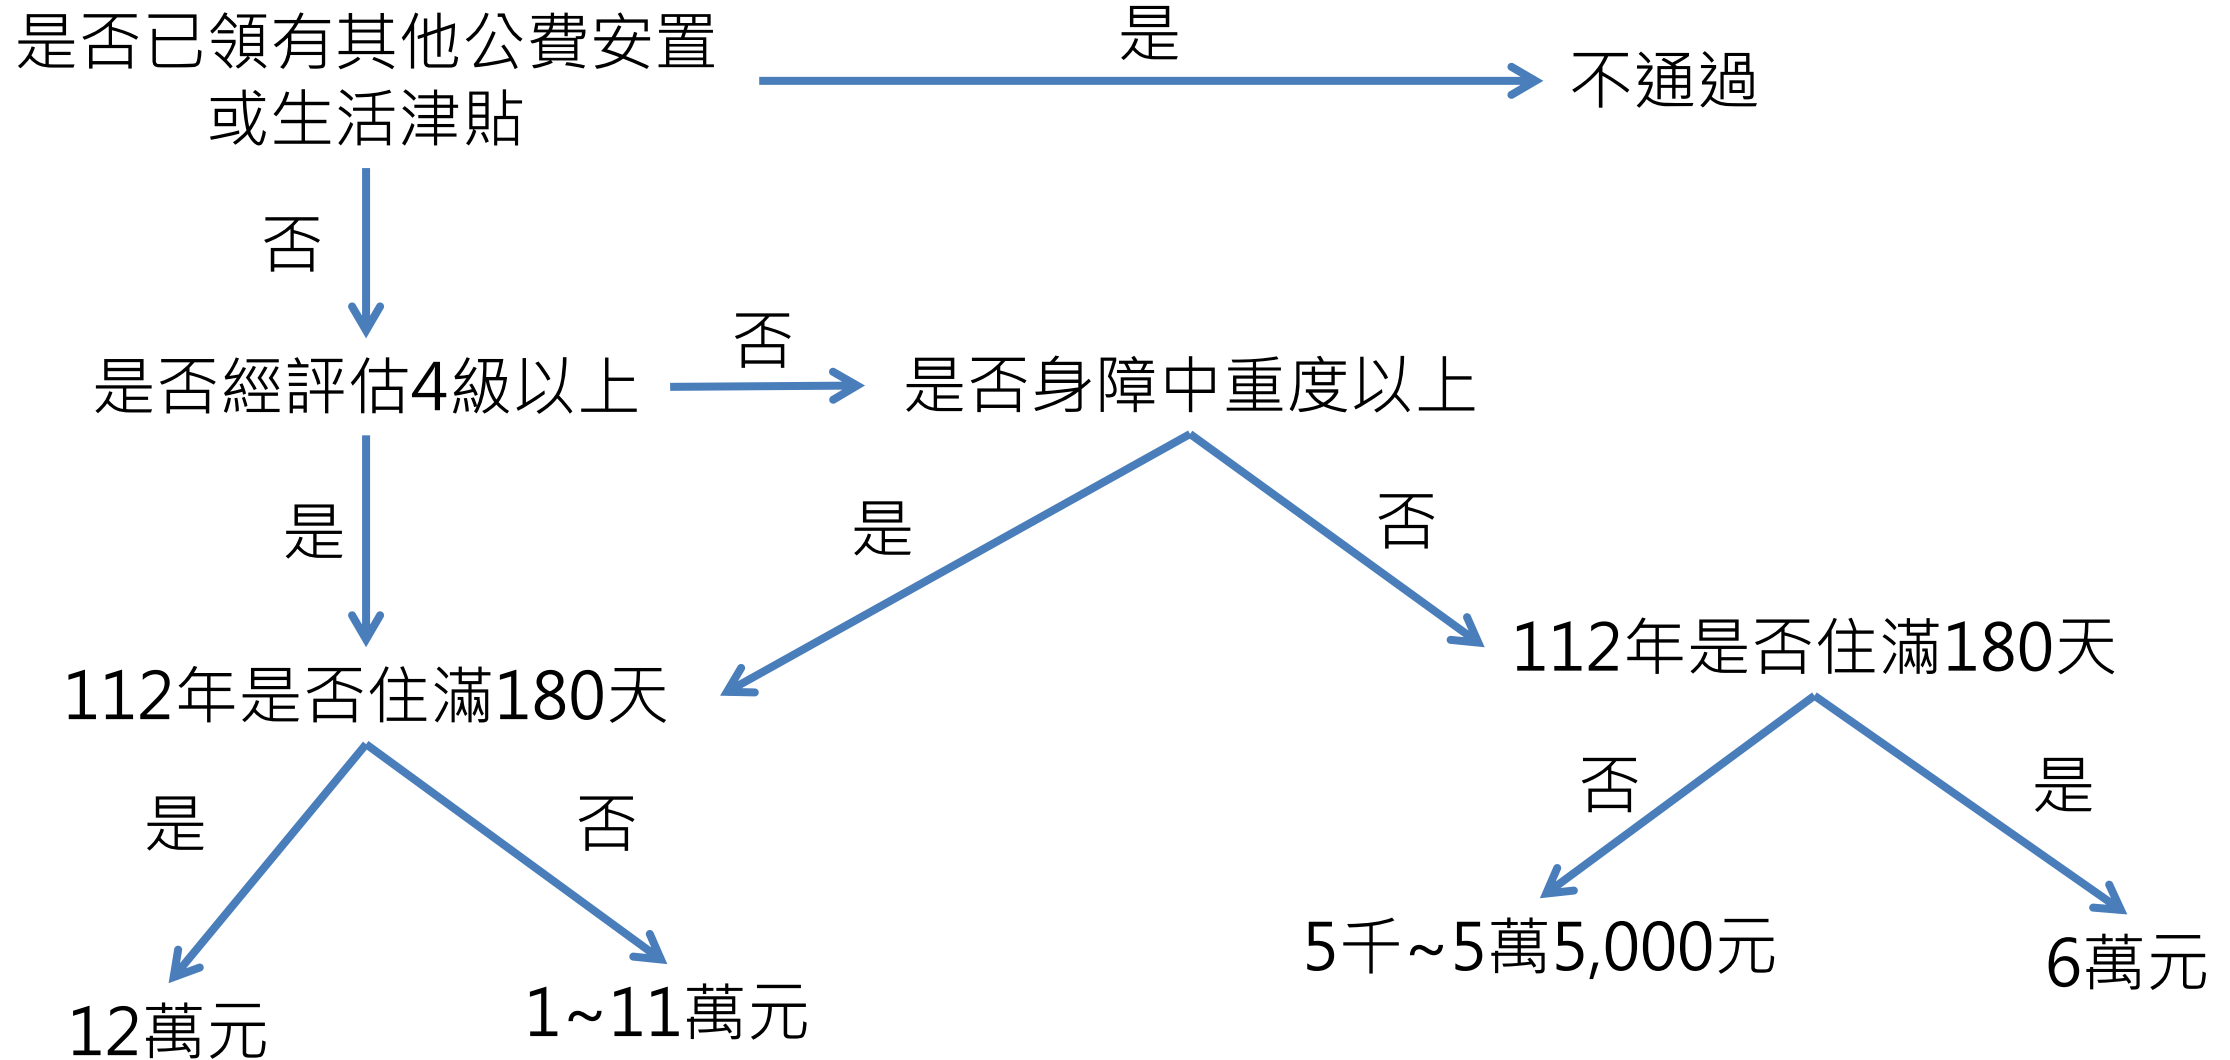 是否已領有其他公費安置
或生活津貼
是
不通過
否
是否經評估4級以上
否
是否身障中重度以上
是
是
否
112年是否住滿180天
112年是否住滿180天
是
否
否
是
12萬元
1~11萬元
5千~5萬5,000元
6萬元